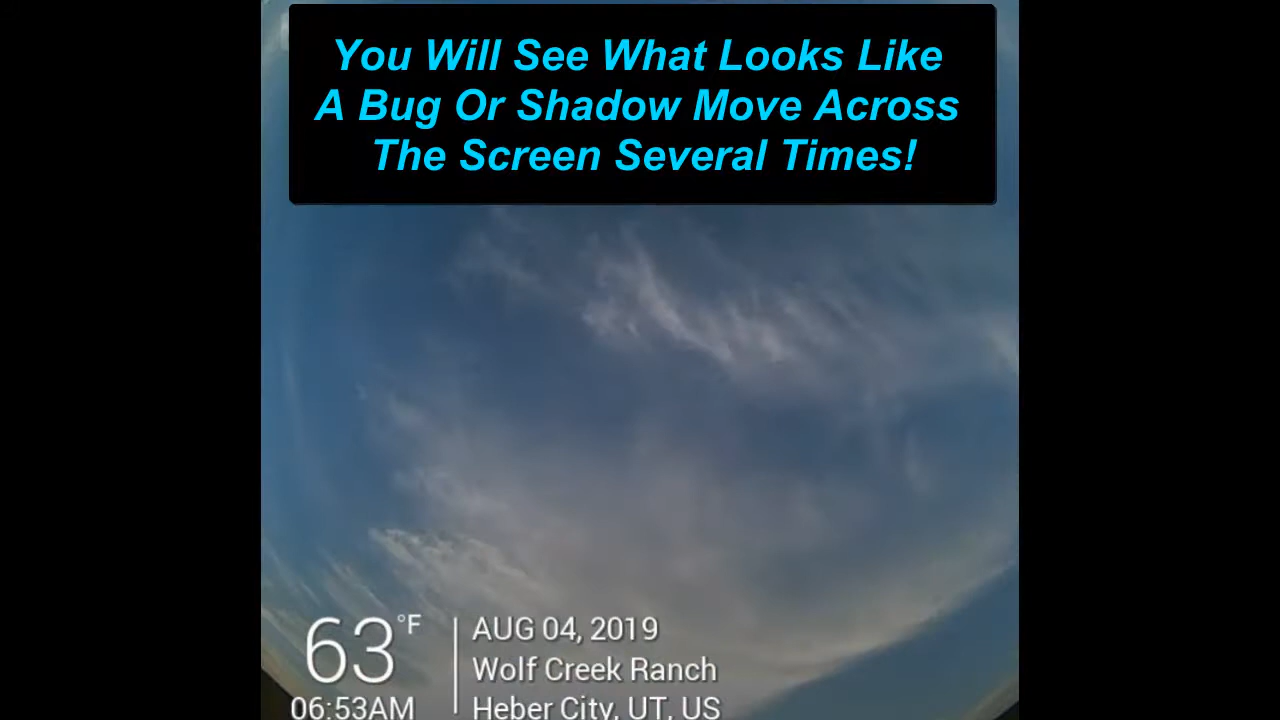 You Will See What Looks Like
A Bug Or Shadow Move Across
The Screen Several Times!
63 °F
06:53AM
AUG 04, 2019
Wolf Creek Ranch
Heber City, UT, US